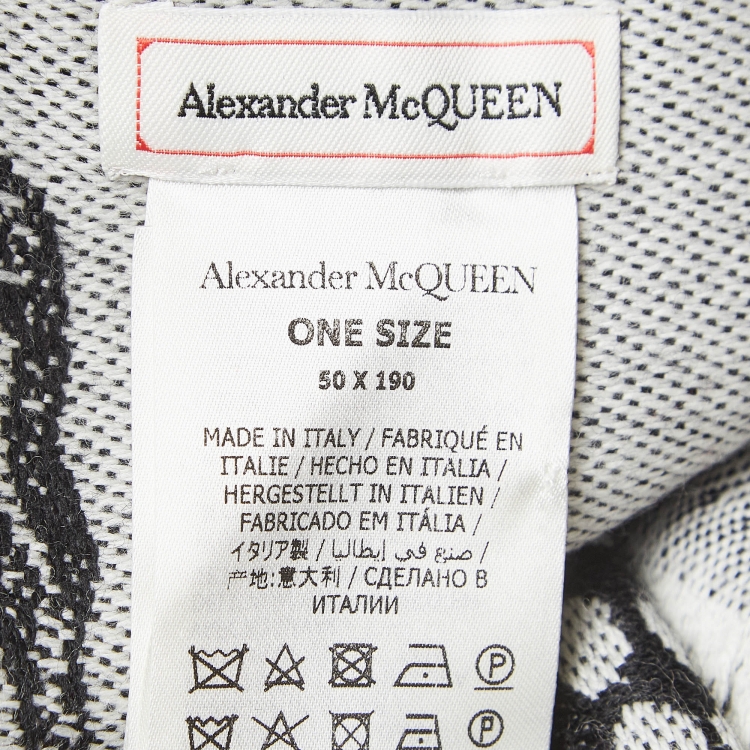 Alexander McQUEEN
Alexander McQUEEN
ONE SIZE
50 X 190
MADE IN ITALY / FABRIQUÉ EN
ITALIE / HECHO EN ITALIA /
HERGESTELLT IN ITALIEN /
FABRICADO EM ITÁLIA /
イタリア製 / صنع في إيطاليا /
产地:意大利 / СДЕЛАНО В
ИТАЛИИ
P
P